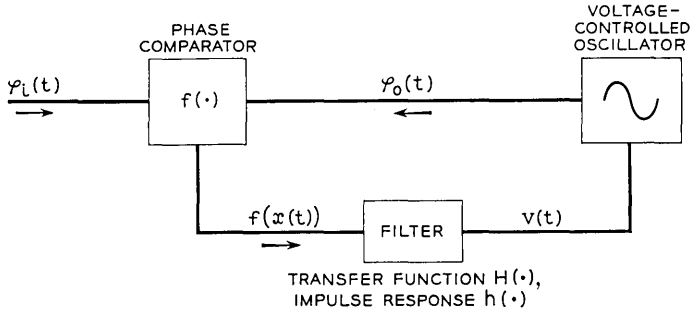 PHASE
COMPARATOR
VOLTAGE-
CONTROLLED
OSCILLATOR
φi(t)
f(·)
φo(t)
f(x(t))
FILTER
v(t)
TRANSFER FUNCTION H(·),
IMPULSE RESPONSE h(·)